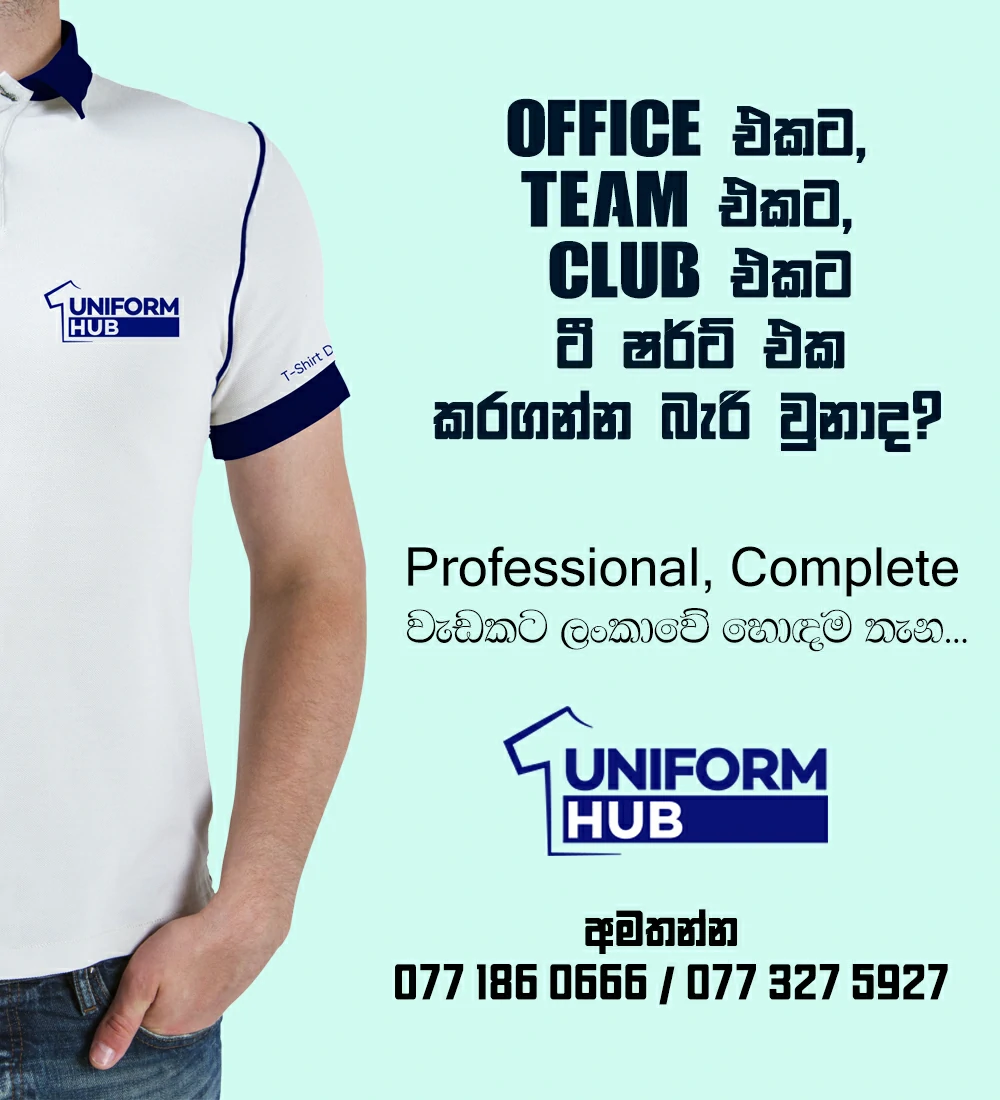 OFFICE එකට,
TEAM එකට,
CLUB එකට
ටී ෂර්ට් එක
කරගන්න බැරි වුනාද?
Professional, Complete
වැඩකට ලංකාවේ හොඳම තැන...
UNIFORM
HUB
අමතන්න
077 186 0666 / 077 327 5927
UNIFORM
HUB
T-Shirt D